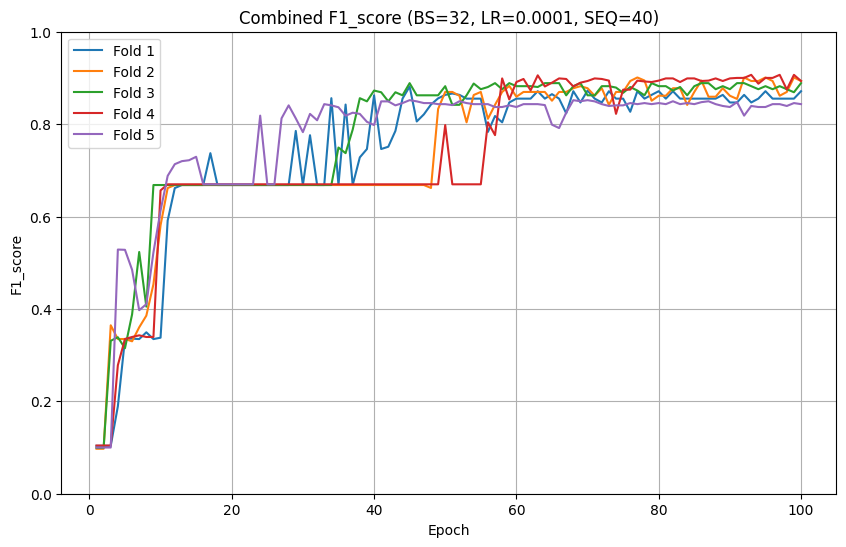 Combined F1_score (BS=32, LR=0.0001, SEQ=40)
Fold 1
Fold 2
Fold 3
Fold 4
Fold 5
F1_score
1.0
0.8
0.6
0.4
0.2
0.0
0 20 40 60 80 100
Epoch